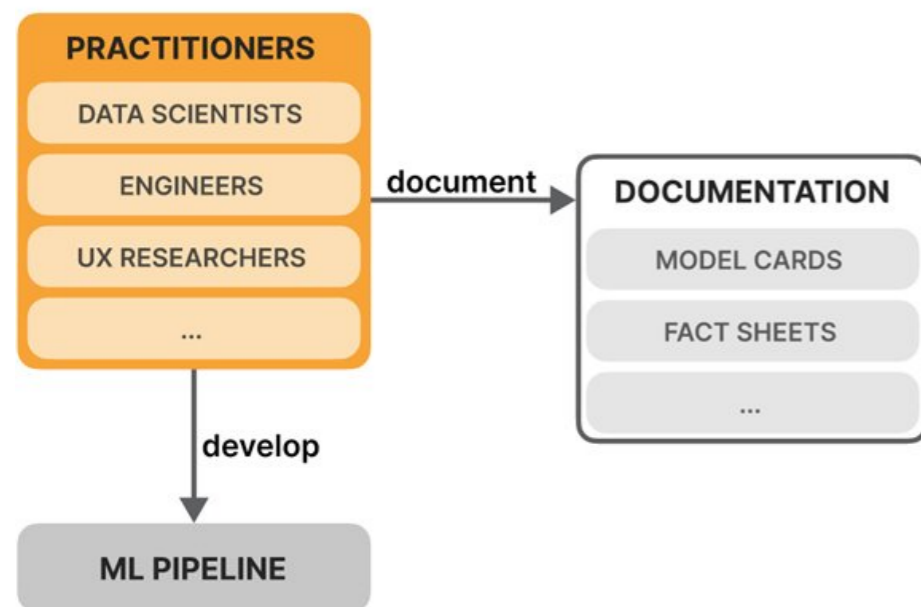 PRACTITIONERS
DATA SCIENTISTS
ENGINEERS
UX RESEARCHERS
...
document
DOCUMENTATION
MODEL CARDS
FACT SHEETS
...
develop
ML PIPELINE